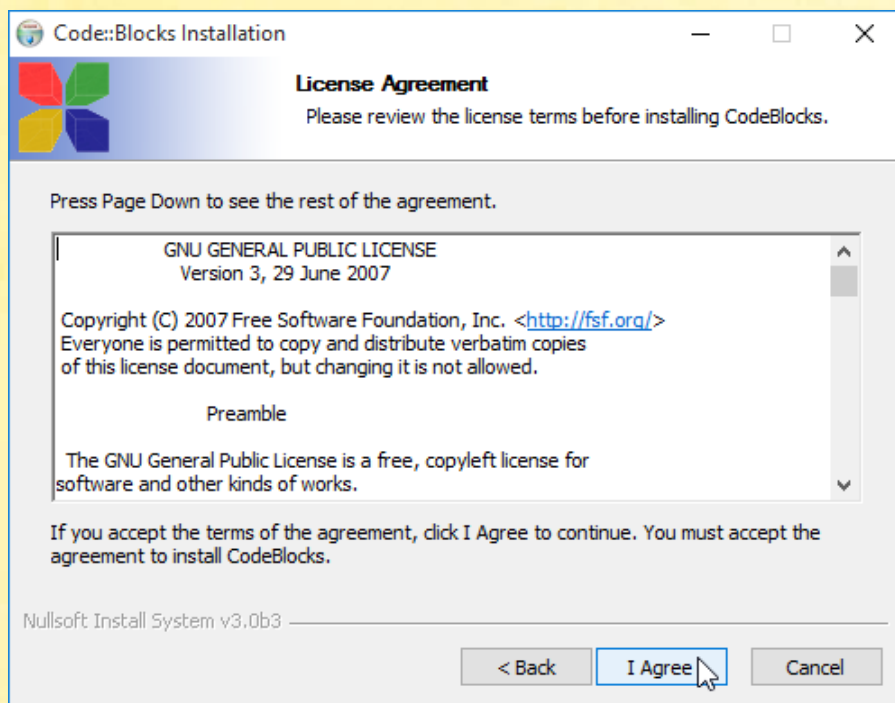 Code::Blocks Installation
License Agreement
Please review the license terms before installing CodeBlocks.
Press Page Down to see the rest of the agreement.
GNU GENERAL PUBLIC LICENSE
Version 3, 29 June 2007
Copyright (C) 2007 Free Software Foundation, Inc. <http://fsf.org/>
Everyone is permitted to copy and distribute verbatim copies
of this license document, but changing it is not allowed.
Preamble
The GNU General Public License is a free, copyleft license for
software and other kinds of works.
If you accept the terms of the agreement, click I Agree to continue. You must accept the
agreement to install CodeBlocks.
Nullsoft Install System v3.0b3
< Back I Agree Cancel